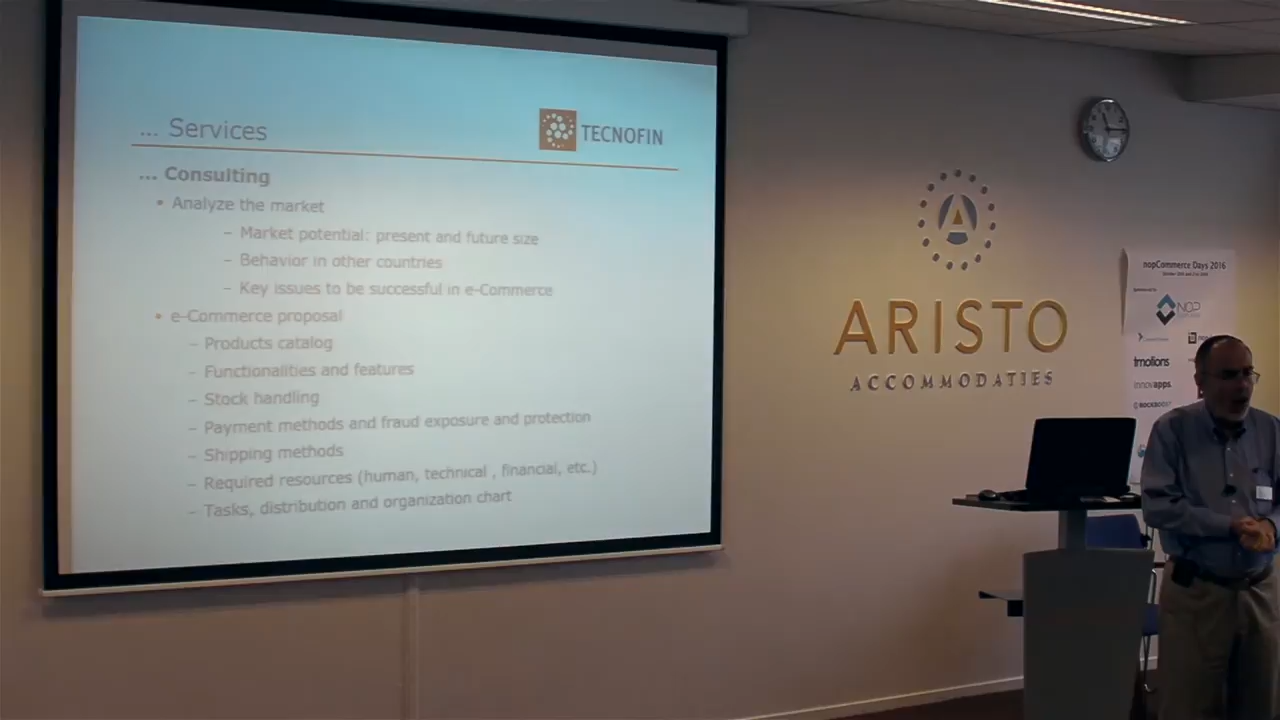 ... Services
TECNOFIN
... Consulting
• Analyze the market
– Market potential: present and future size
– Behavior in other countries
– Key issues to be successful in e-Commerce
• e-Commerce proposal
– Products catalog
– Functionalities and features
– Stock handling
– Payment methods and fraud exposure and protection
– Shipping methods
– Required resources (human, technical , financial, etc.)
– Tasks, distribution and organization chart
A
ARISTO
ACCOMMODATIES
nopCommerce Days 2016
NOP
tmotions
innovapps